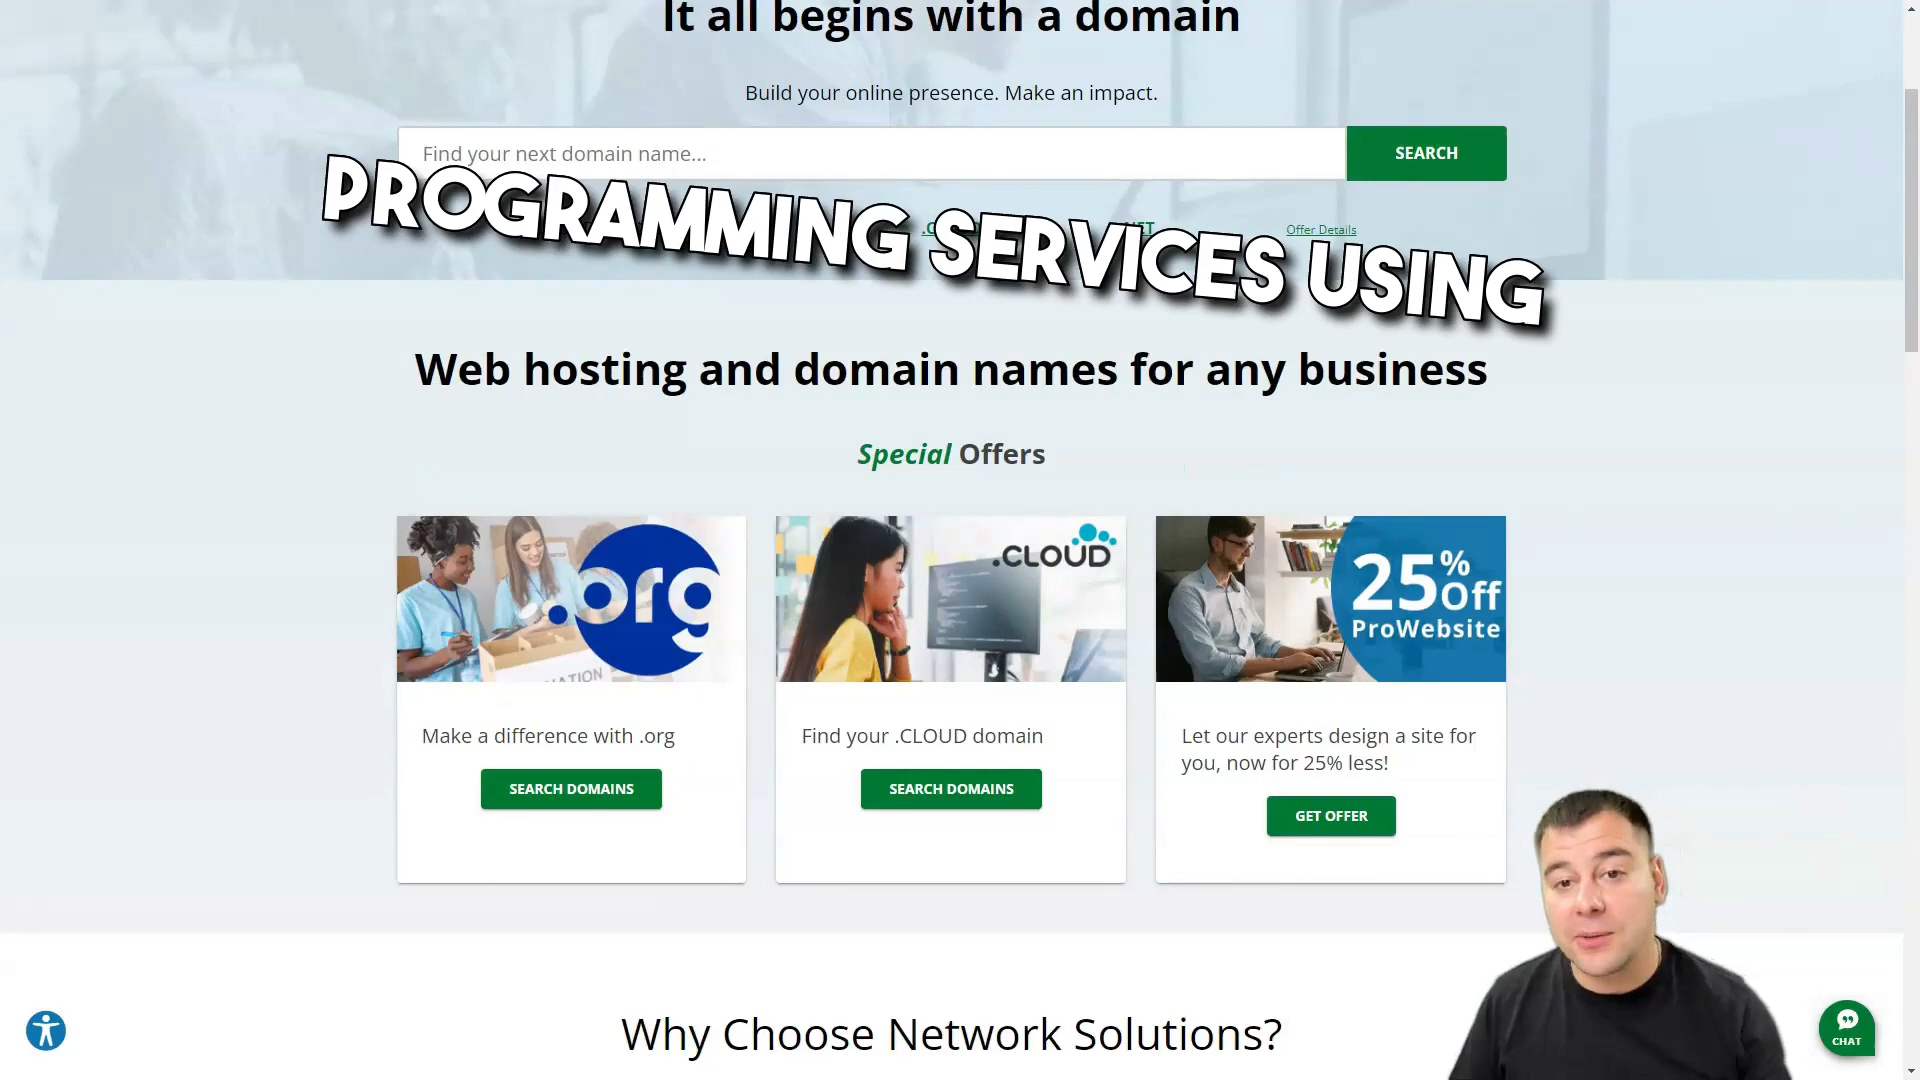 It all begins with a domain
Build your online presence. Make an impact.
Find your next domain name...
SEARCH
PROGRAMMING SERVICES USING
Offer Details
Web hosting and domain names for any business
Special Offers
.org
.CLOUD
25% Off
ProWebsite
Make a difference with .org
Find your .CLOUD domain
Let our experts design a site for
you, now for 25% less!
SEARCH DOMAINS
SEARCH DOMAINS
GET OFFER
Why Choose Network Solutions?
CHAT